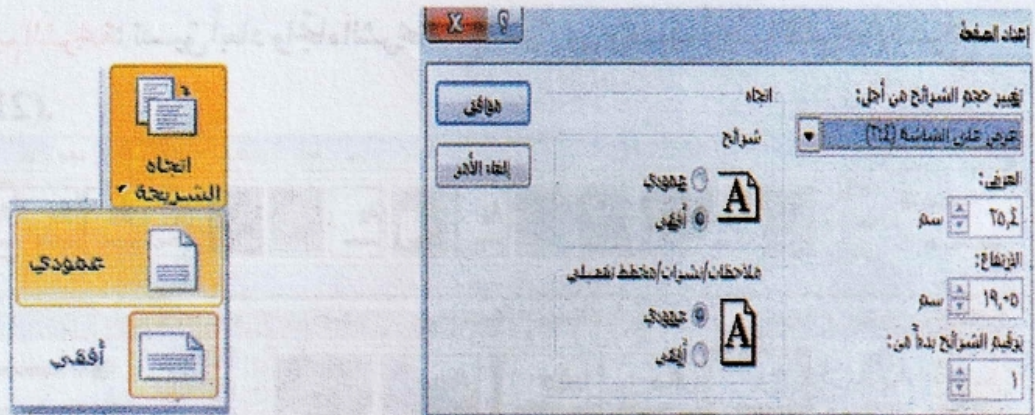 إعداد الصفحة
تغيير حجم الشرائح من أجل:
عرض على الشاشة (٣:٤)
العرض:
٢٥,٤ سم
الارتفاع:
١٩,٠٥ سم
ترقيم الشرائح بدءاً من:
١
اتجاه
شرائح
عمودي
أفقي
ملاحظات/نشرات/مخطط تفصيلي
عمودي
أفقي
موافق
إلغاء الأمر
اتجاه
الشريحة
عمودي
أفقي